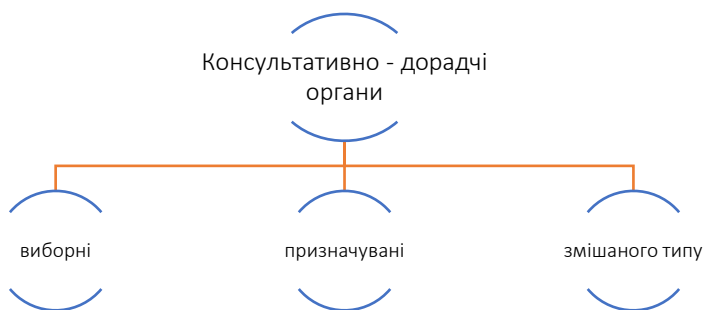 Консультативно - дорадчі
органи
виборні
призначувані
змішаного типу